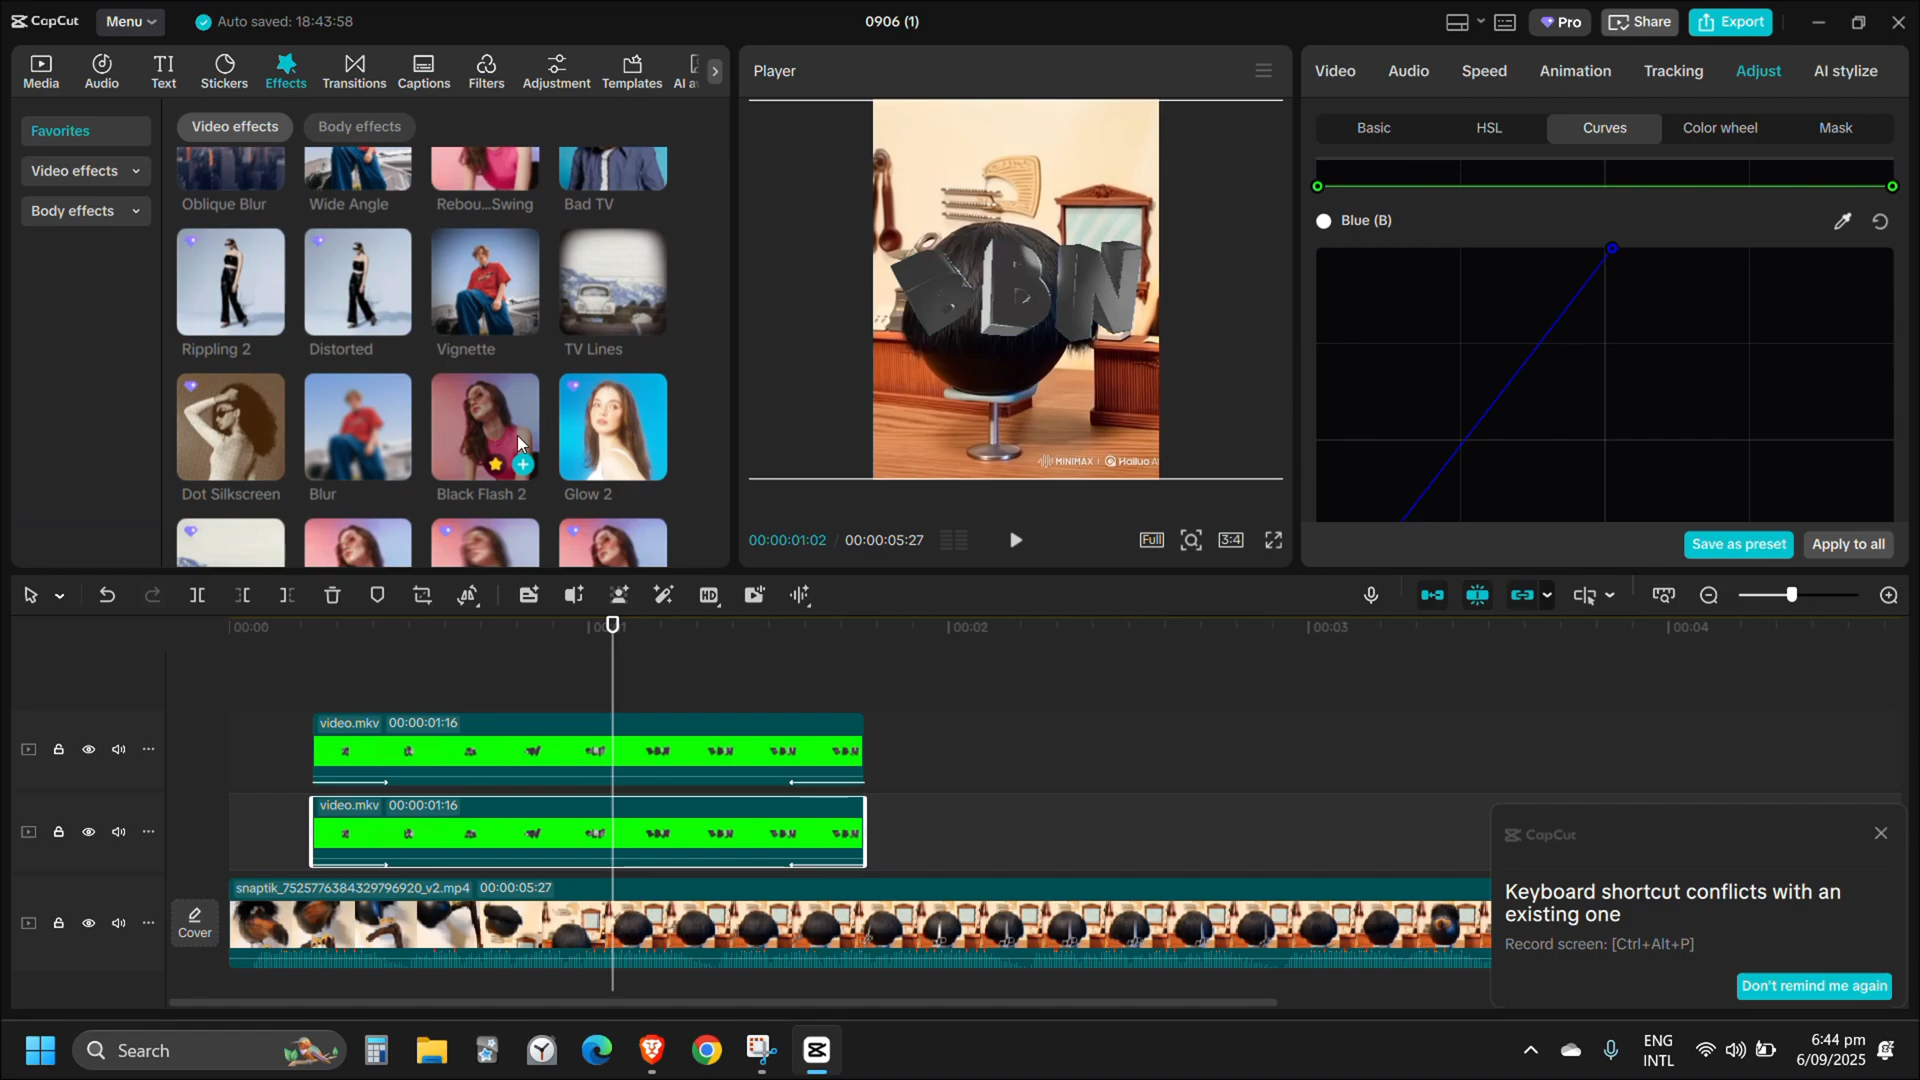 CapCut
Menu
Auto saved: 18:43:58
0906 (1)
Pro
Share
Export
Media
Audio
Text
Stickers
Effects
Transitions
Captions
Filters
Adjustment
Templates
Player
Video
Audio
Speed
Animation
Tracking
Adjust
AI stylize
Favorites
Video effects
Body effects
Video effects
Body effects
Basic
HSL
Curves
Color wheel
Mask
Oblique Blur
Wide Angle
Rebou...Swing
Bad TV
Blue (B)
Rippling 2
Distorted
Vignette
TV Lines
Dot Silkscreen
Blur
Black Flash 2
Glow 2
BBN
MINIMAX
Hailuo
00:00:01:02 / 00:00:05:27
Full
3:4
Save as preset
Apply to all
HD
00:00
00:02
00:03
00:04
video.mkv 00:00:01:16
video.mkv 00:00:01:16
snaptik_7525776384329796920_v2.mp4 00:00:05:27
Cover
CapCut
Keyboard shortcut conflicts with an
existing one
Record screen: [Ctrl+Alt+P]
Don't remind me again
Search
ENG
INTL
6:44 pm
6/09/2025